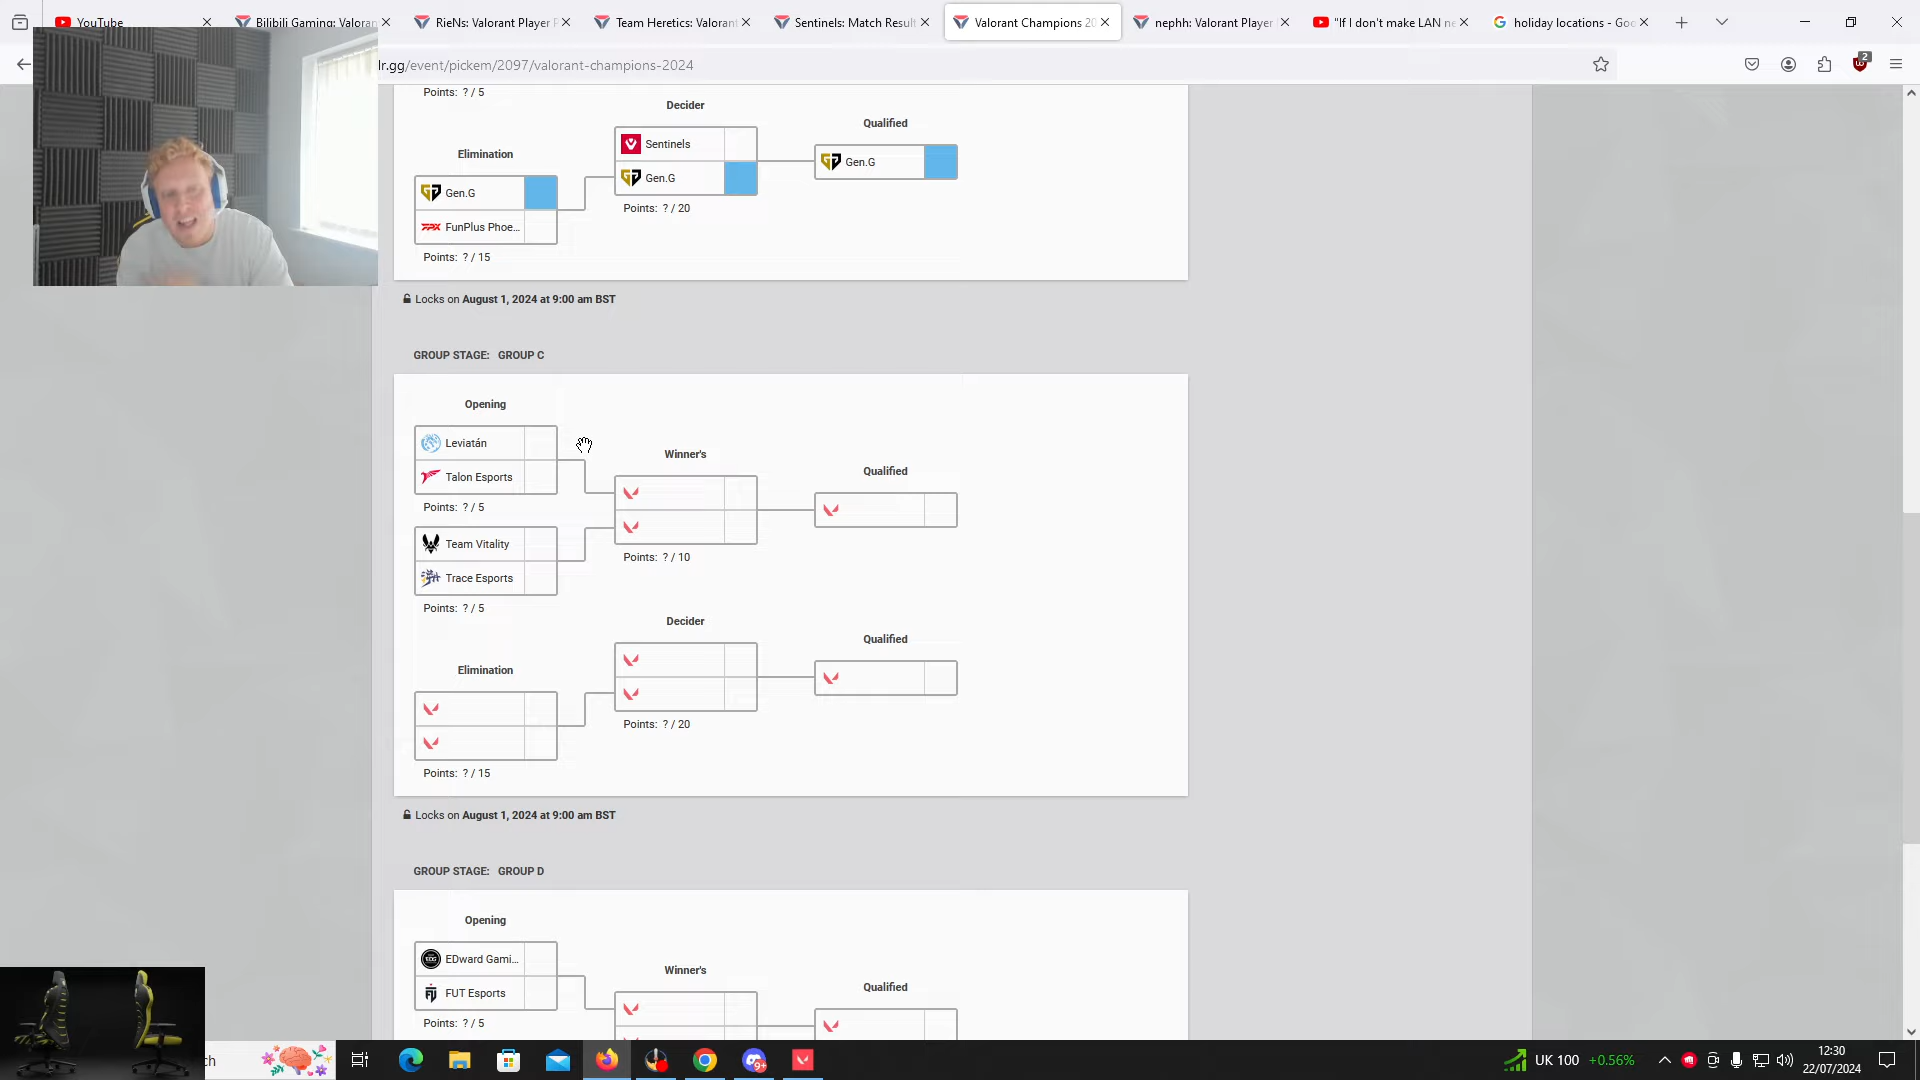 YouTube
Bilibili Gaming: Valoran
RieNs: Valorant Player P
Team Heretics: Valorant
Sentinels: Match Result
Valorant Champions 20
nephh: Valorant Player
"If I don't make LAN ne
holiday locations - Goo
lr.gg/event/pickem/2097/valorant-champions-2024
2
Points: ? / 5
Decider
Qualified
Elimination
Sentinels
Gen.G
Gen.G
Gen.G
FunPlus Phoe...
Points: ? / 20
Points: ? / 15
Locks on August 1, 2024 at 9:00 am BST
GROUP STAGE: GROUP C
Opening
Leviatán
Talon Esports
Points: ? / 5
Winner's
Qualified
Team Vitality
Trace Esports
Points: ? / 10
Points: ? / 5
Decider
Qualified
Elimination
Points: ? / 20
Points: ? / 15
Locks on August 1, 2024 at 9:00 am BST
GROUP STAGE: GROUP D
Opening
EDward Gami...
FUT Esports
Winner's
Qualified
Points: ? / 5
ch
9+
UK 100 +0.56%
12:30
22/07/2024